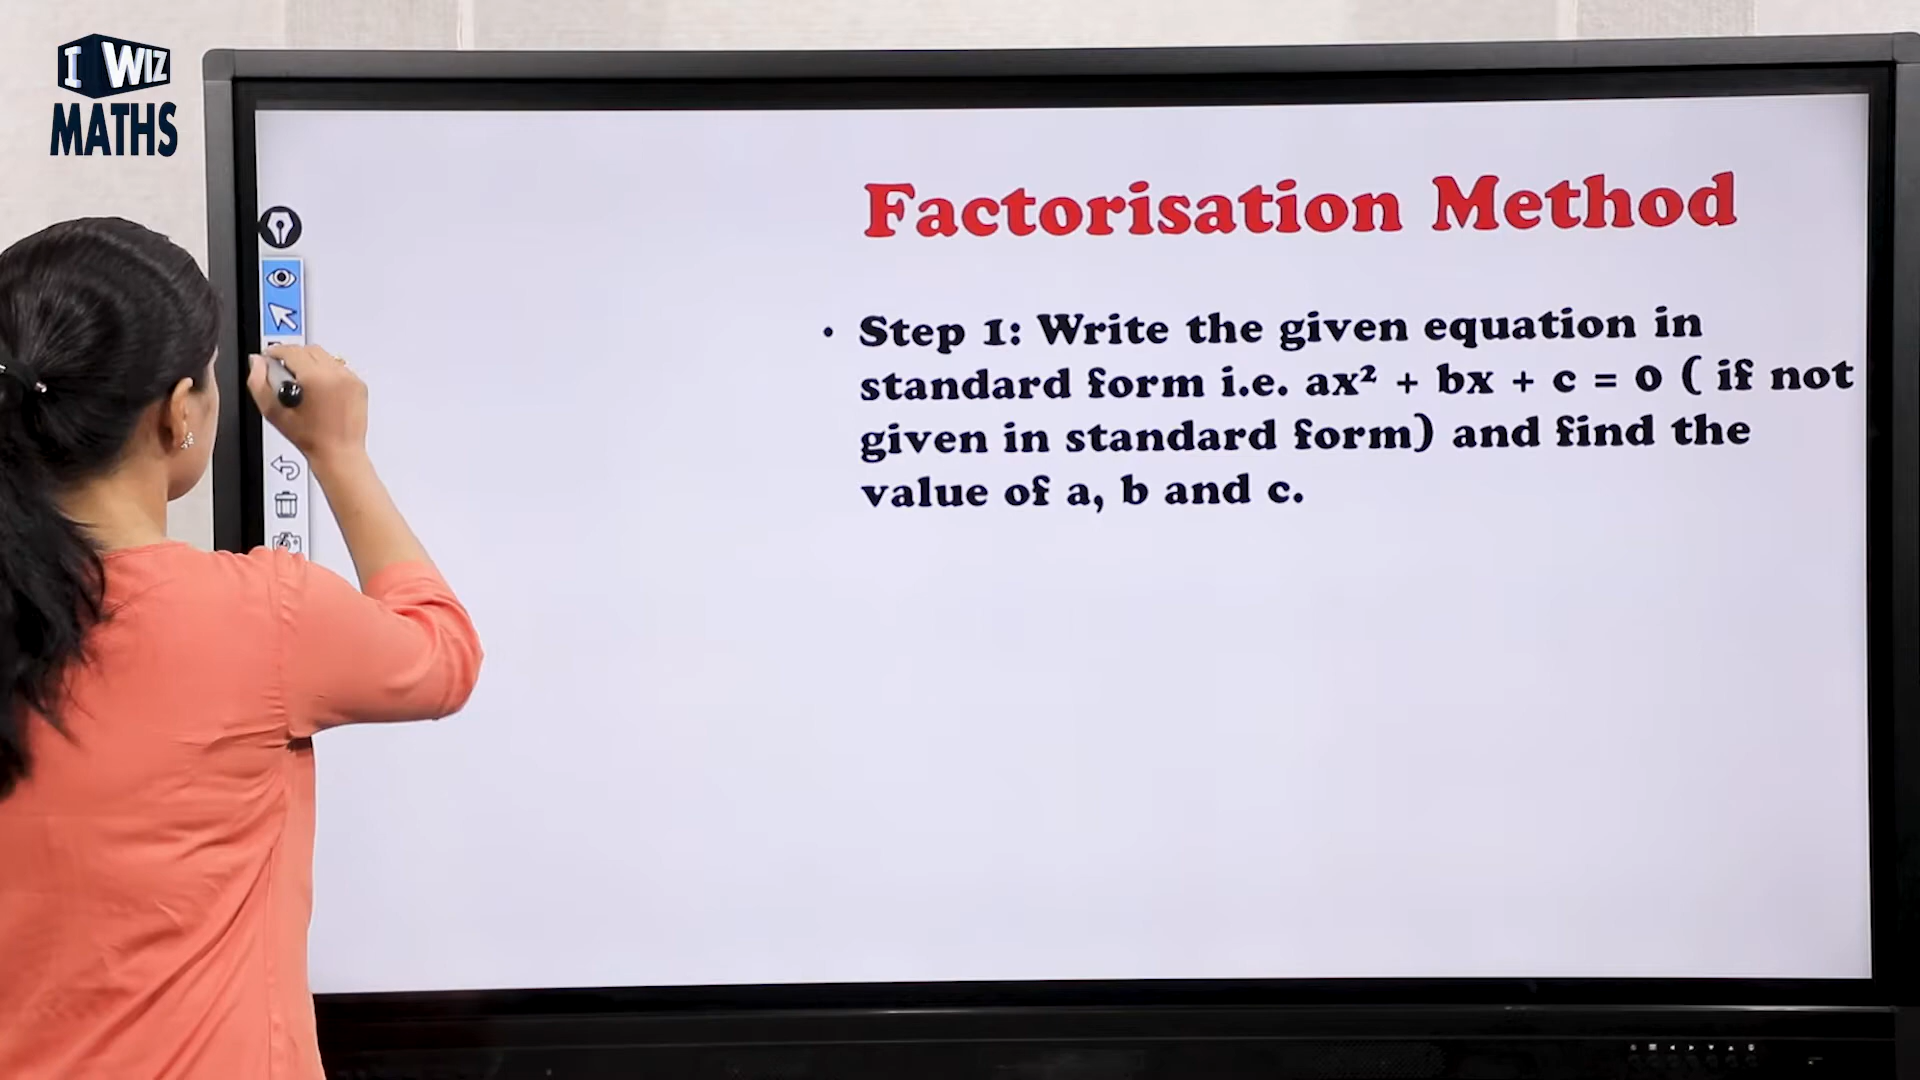 I WIZ
MATHS
Factorisation Method
• Step 1: Write the given equation in
standard form i.e. ax² + bx + c = 0 ( if not
given in standard form) and find the
value of a, b and c.